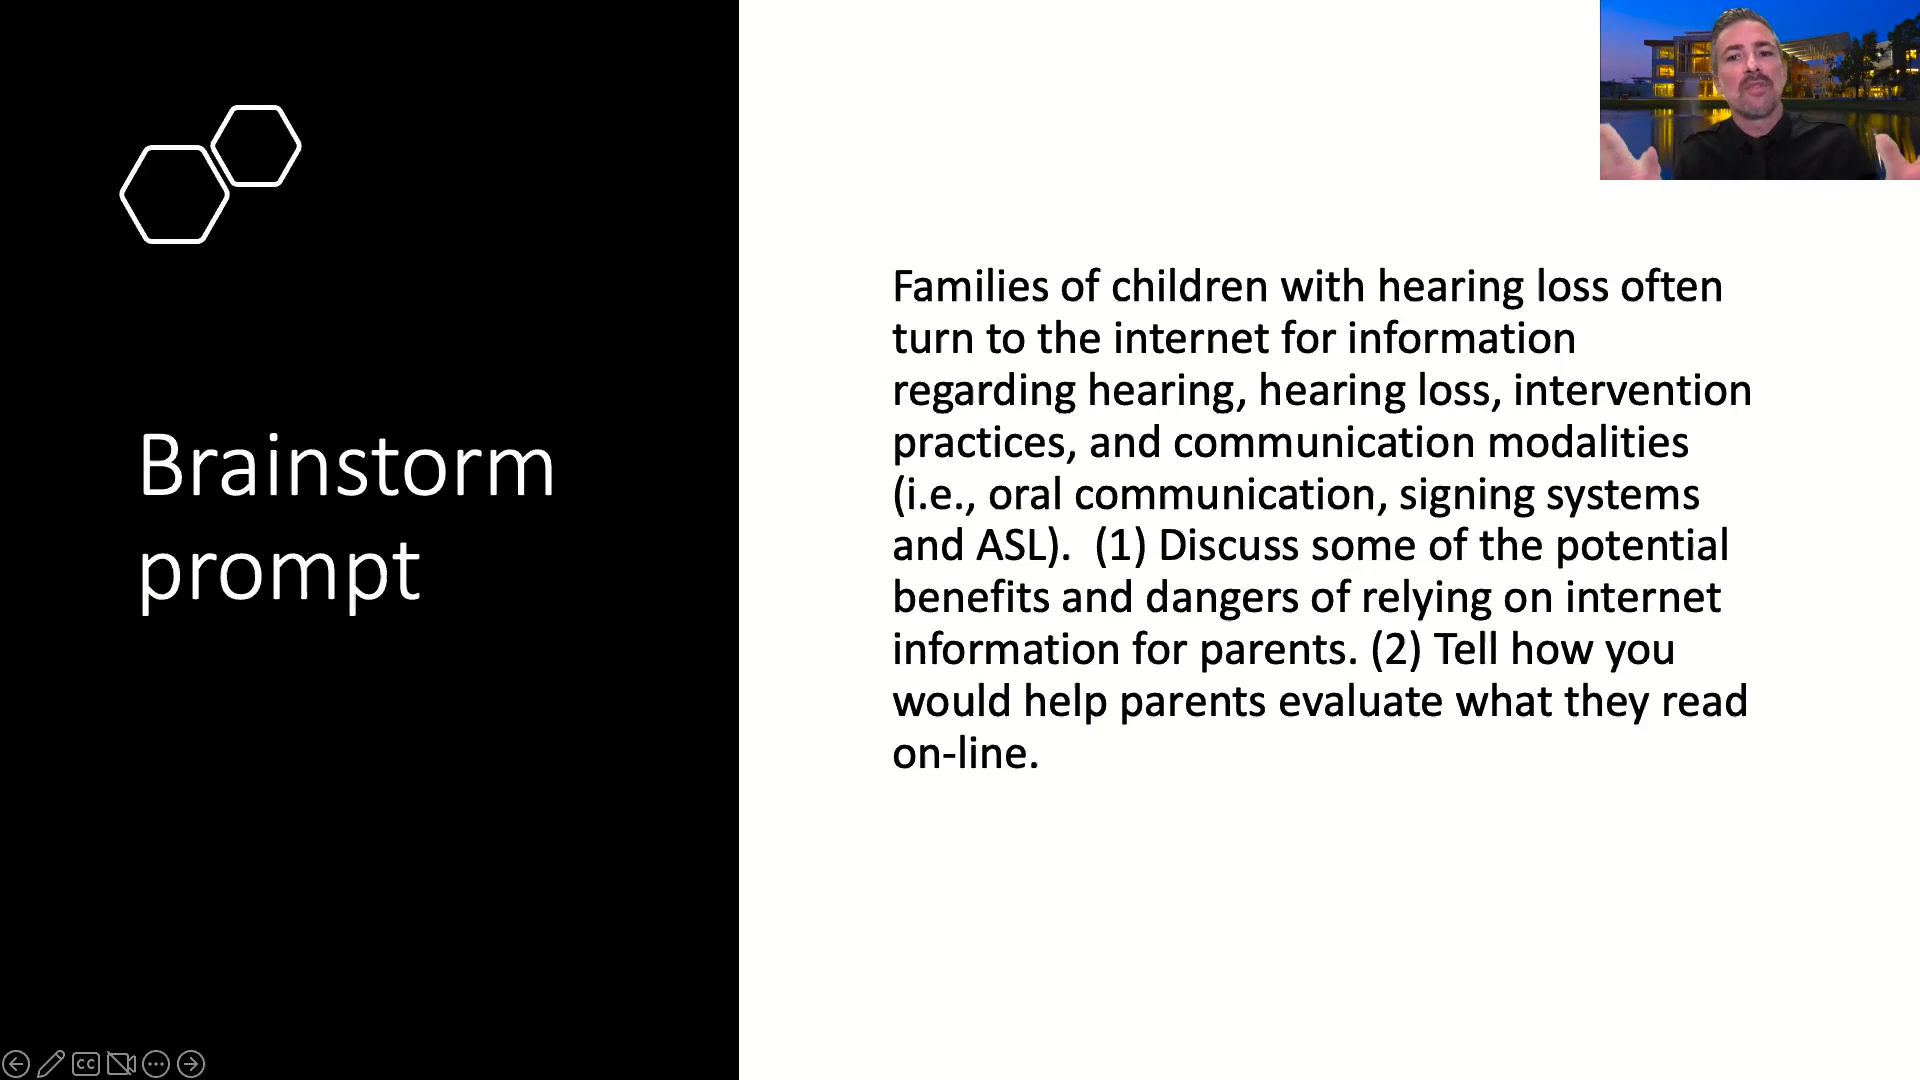 Brainstorm
prompt
Families of children with hearing loss often
turn to the internet for information
regarding hearing, hearing loss, intervention
practices, and communication modalities
(i.e., oral communication, signing systems
and ASL).  (1) Discuss some of the potential
benefits and dangers of relying on internet
information for parents. (2) Tell how you
would help parents evaluate what they read
on-line.
CC